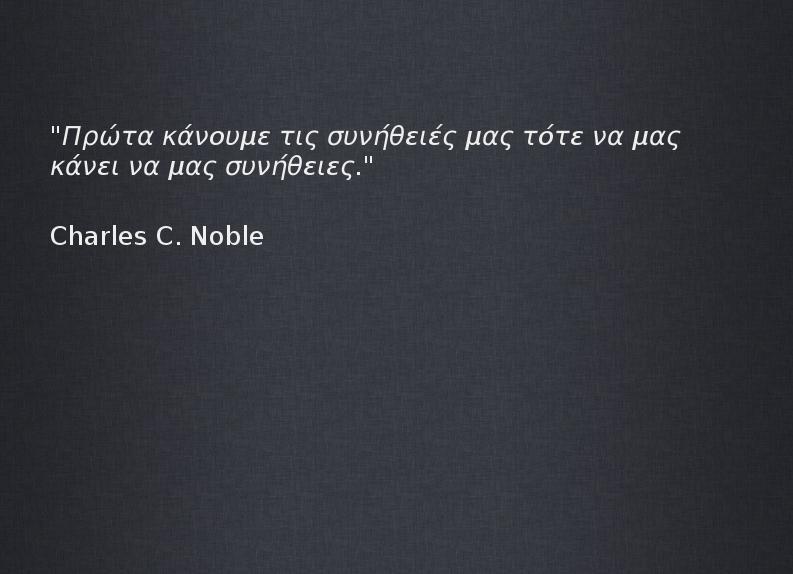 "Πρώτα κάνουμε τις συνήθειές μας τότε να μας
κάνει να μας συνήθειες."
Charles C. Noble